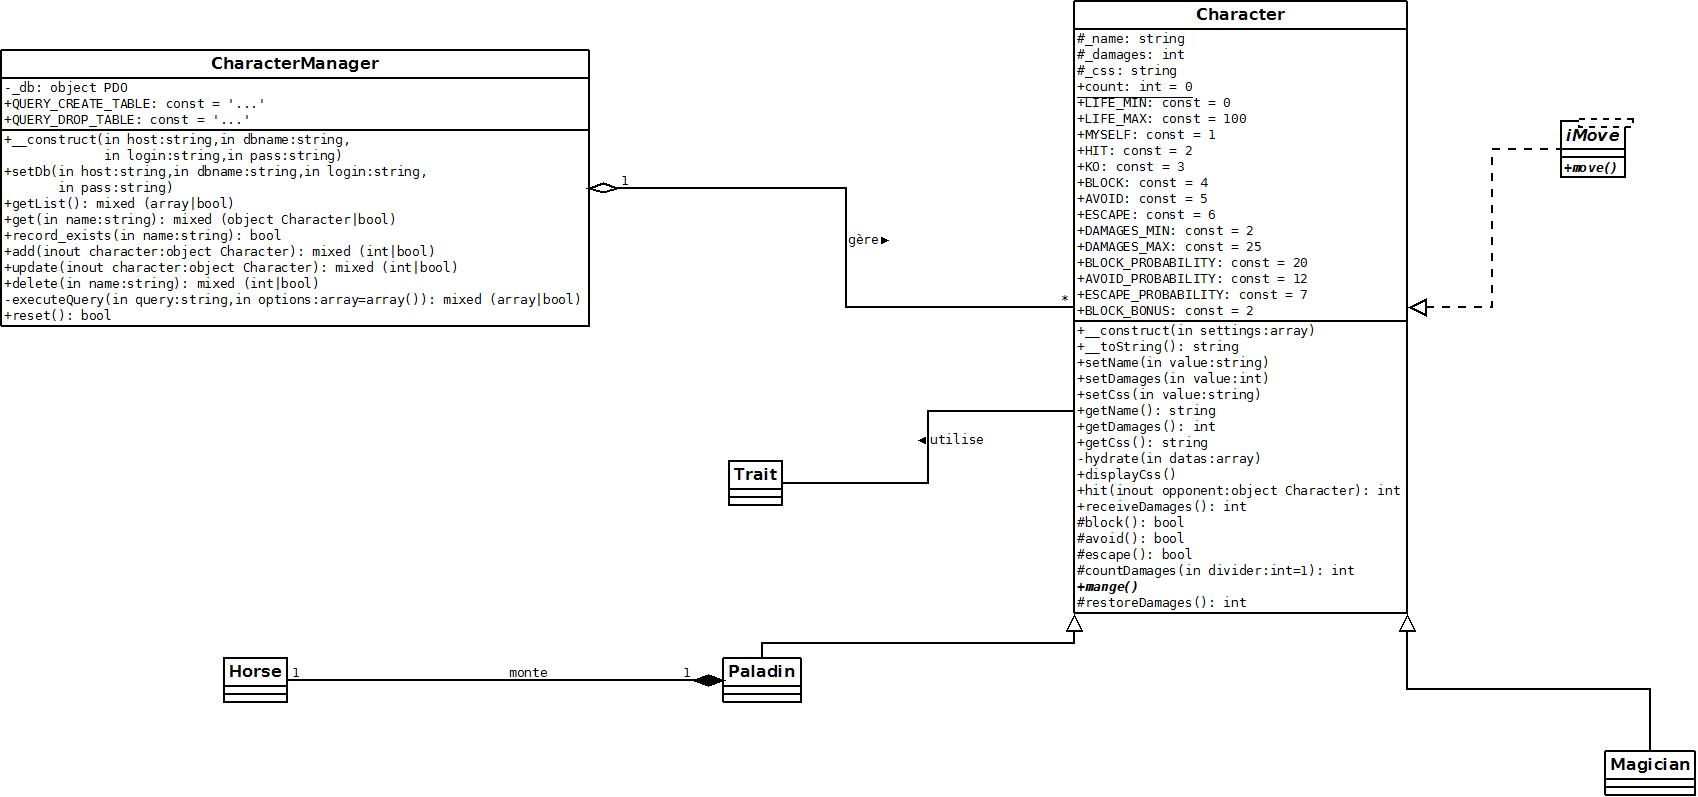 CharacterManager
-_db: object PDO
+QUERY_CREATE_TABLE: const = '...'
+QUERY_DROP_TABLE: const = '...'
+__construct(in host:string,in dbname:string,
in login:string,in pass:string)
+setDb(in host:string,in dbname:string,in login:string,
in pass:string)
+getList(): mixed (array|bool)
+get(in name:string): mixed (object Character|bool)
+record_exists(in name:string): bool
+add(inout character:object Character): mixed (int|bool)
+update(inout character:object Character): mixed (int|bool)
+delete(in name:string): mixed (int|bool)
-executeQuery(in query:string,in options:array=array()): mixed (array|bool)
+reset(): bool
1
gère
*
Character
#_name: string
#_damages: int
#_css: string
+count: int = 0
+LIFE_MIN: const = 0
+LIFE_MAX: const = 100
+MYSELF: const = 1
+HIT: const = 2
+KO: const = 3
+BLOCK: const = 4
+AVOID: const = 5
+ESCAPE: const = 6
+DAMAGES_MIN: const = 2
+DAMAGES_MAX: const = 25
+BLOCK_PROBABILITY: const = 20
+AVOID_PROBABILITY: const = 12
+ESCAPE_PROBABILITY: const = 7
+BLOCK_BONUS: const = 2
+__construct(in settings:array)
+__toString(): string
+setName(in value:string)
+setDamages(in value:int)
+setCss(in value:string)
+getName(): string
+getDamages(): int
+getCss(): string
-hydrate(in datas:array)
+displayCss()
+hit(inout opponent:object Character): int
+receiveDamages(): int
#block(): bool
#avoid(): bool
#escape(): bool
#countDamages(in divider:int=1): int
+mange()
#restoreDamages(): int
iMove
+move()
utilise
Trait
Horse
1
monte
1
Paladin
Magician